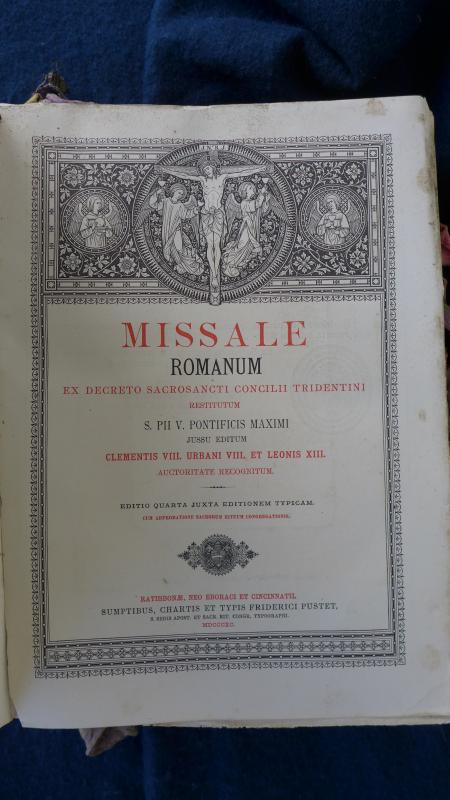 I N R I
MISSALE
ROMANUM
EX DECRETO SACROSANCTI CONCILII TRIDENTINI
RESTITUTUM
S. PII V. PONTIFICIS MAXIMI
JUSSU EDITUM
CLEMENTIS VIII. URBANI VIII. ET LEONIS XIII.
AUCTORITATE RECOGNITUM.
EDITIO QUARTA JUXTA EDITIONEM TYPICAM.
CUM APPROBATIONE SACRORUM RITUUM CONGREGATIONIS.
RATISBONÆ, NEO EBORACI ET CINCINNATII.
SUMPTIBUS, CHARTIS ET TYPIS FRIDERICI PUSTET,
S. SEDIS APOST. ET SACR. RIT. CONGR. TYPOGRAPHI.
MDCCCXC.